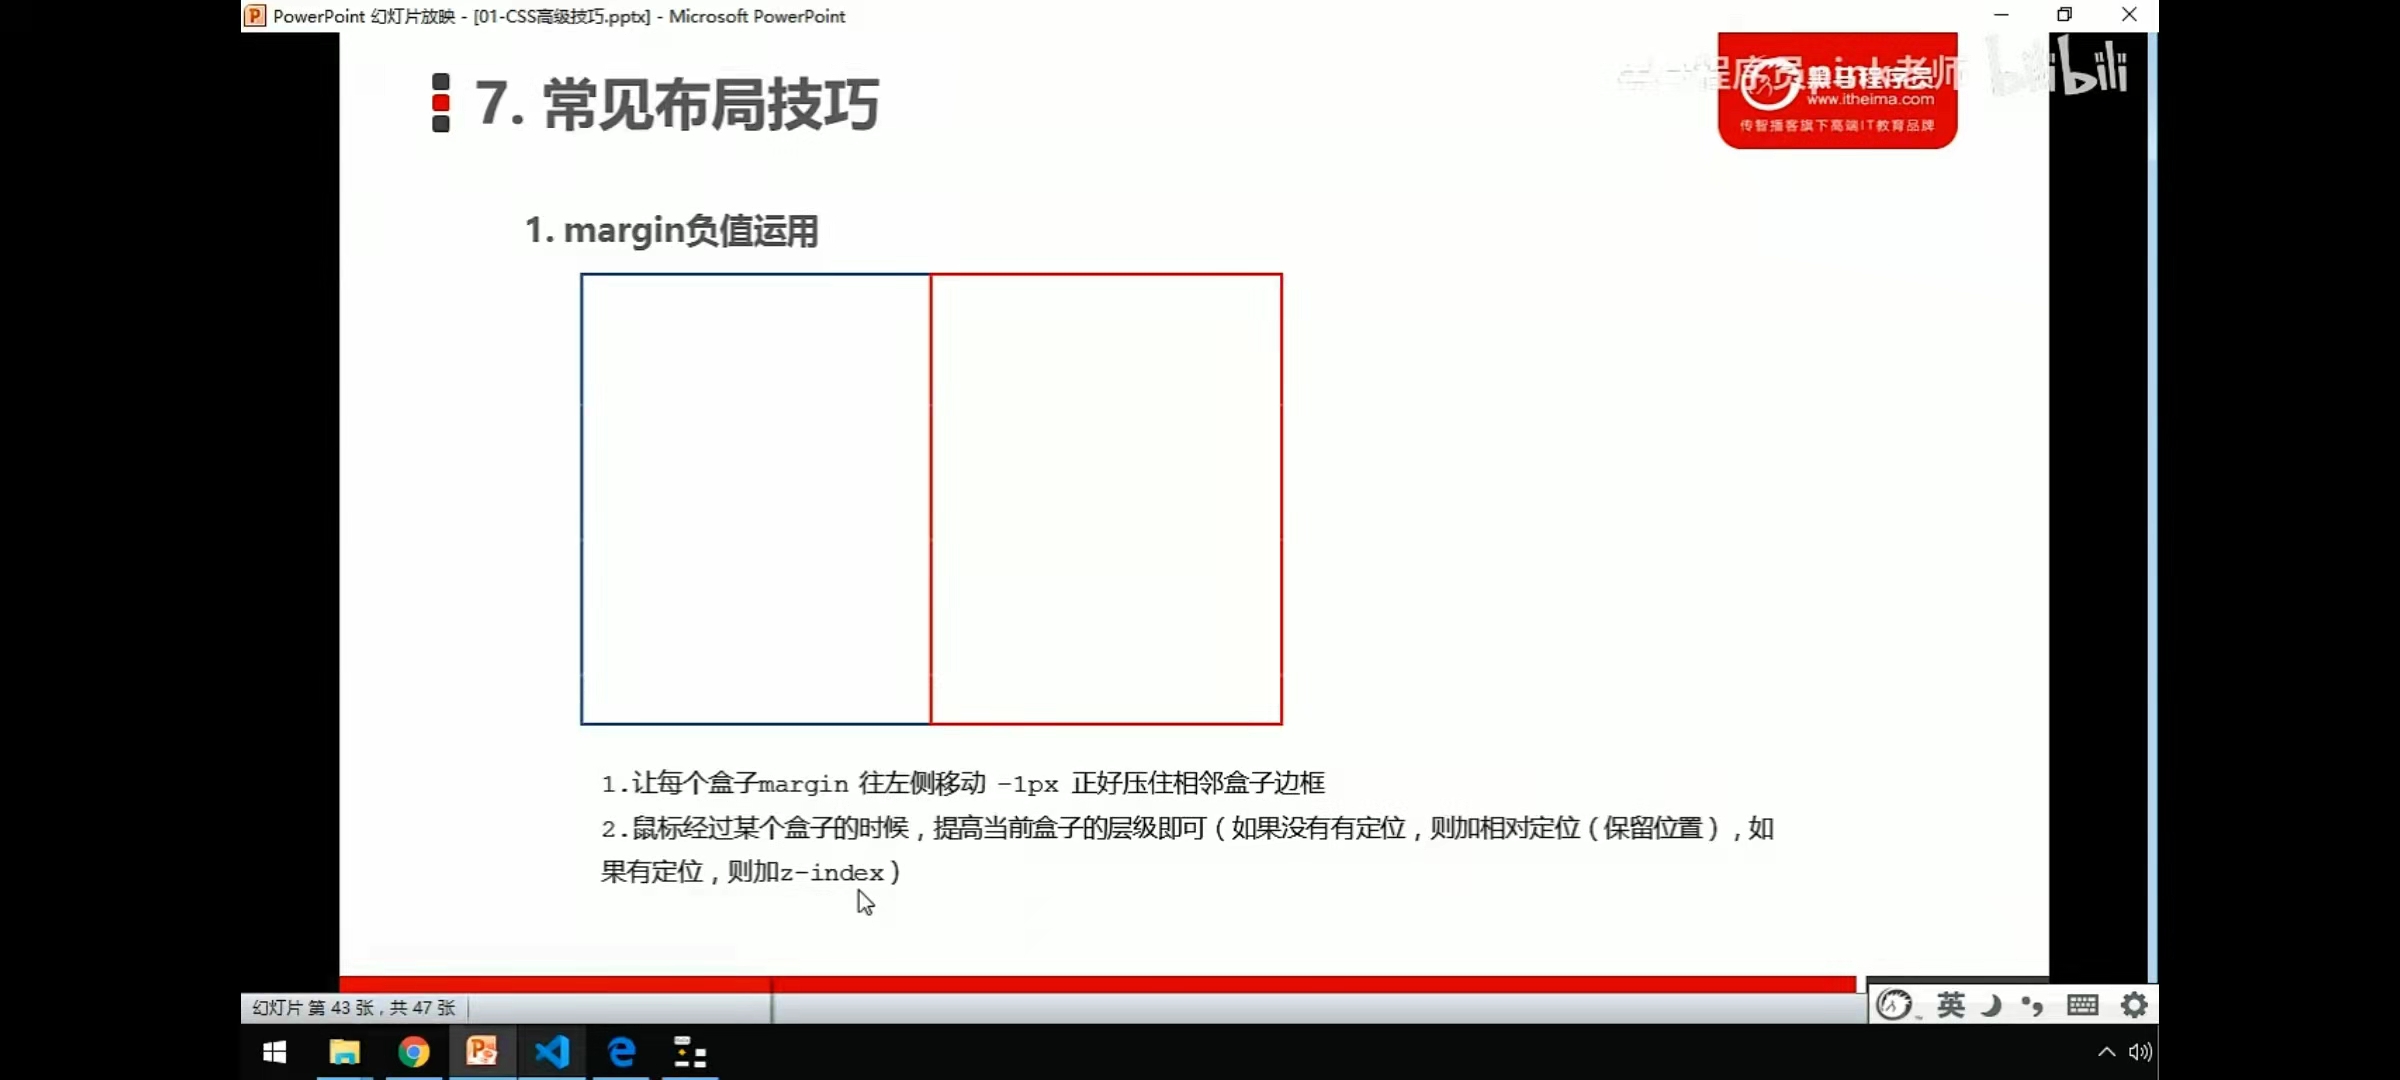 PowerPoint 幻灯片放映 - [01-CSS高级技巧.pptx] - Microsoft PowerPoint
7. 常见布局技巧
程序员pink老师 bilibili
黑马程序员
www.itheima.com
传智播客旗下高端IT教育品牌
1. margin负值运用
1.让每个盒子margin 往左侧移动 -1px 正好压住相邻盒子边框
2.鼠标经过某个盒子的时候，提高当前盒子的层级即可（如果没有有定位，则加相对定位（保留位置），如
果有定位，则加z-index）
幻灯片 第 43 张，共 47 张
英